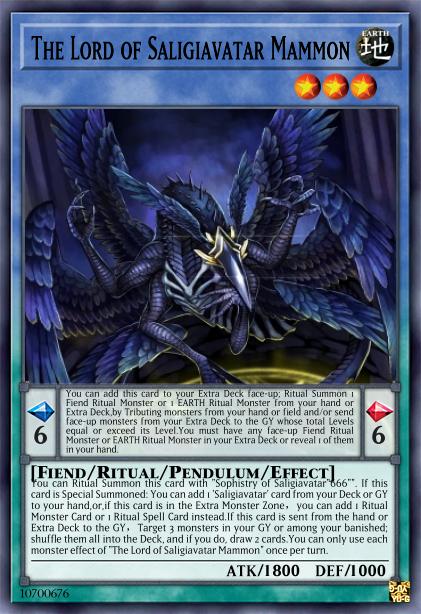 THE LORD OF SALIGIAVATAR MAMMON
EARTH
地
You can add this card to your Extra Deck face-up; Ritual Summon 1
Fiend Ritual Monster or 1 EARTH Ritual Monster from your hand or
Extra Deck,by Tributing monsters from your hand or field and/or send
face-up monsters from your Extra Deck to the GY whose total Levels
equal or exceed its Level.You must have any face-up Fiend Ritual
Monster or EARTH Ritual Monster in your Extra Deck or reveal 1 of them
in your hand.
6
6
[FIEND/RITUAL/PENDULUM/EFFECT]
You can Ritual Summon this card with "Sophistry of Saligiavatar"666"". If this
card is Special Summoned: You can add 1 'Saligiavatar' card from your Deck or GY
to your hand,or,if this card is in the Extra Monster Zone，you can add 1 Ritual
Monster Card or 1 Ritual Spell Card instead.If this card is sent from the hand or
Extra Deck to the GY，Target 3 monsters in your GY or among your banished;
shuffle them all into the Deck, and if you do, draw 2 cards.You can only use each
monster effect of "The Lord of Saligiavatar Mammon" once per turn.
ATK/1800 DEF/1000
10700676